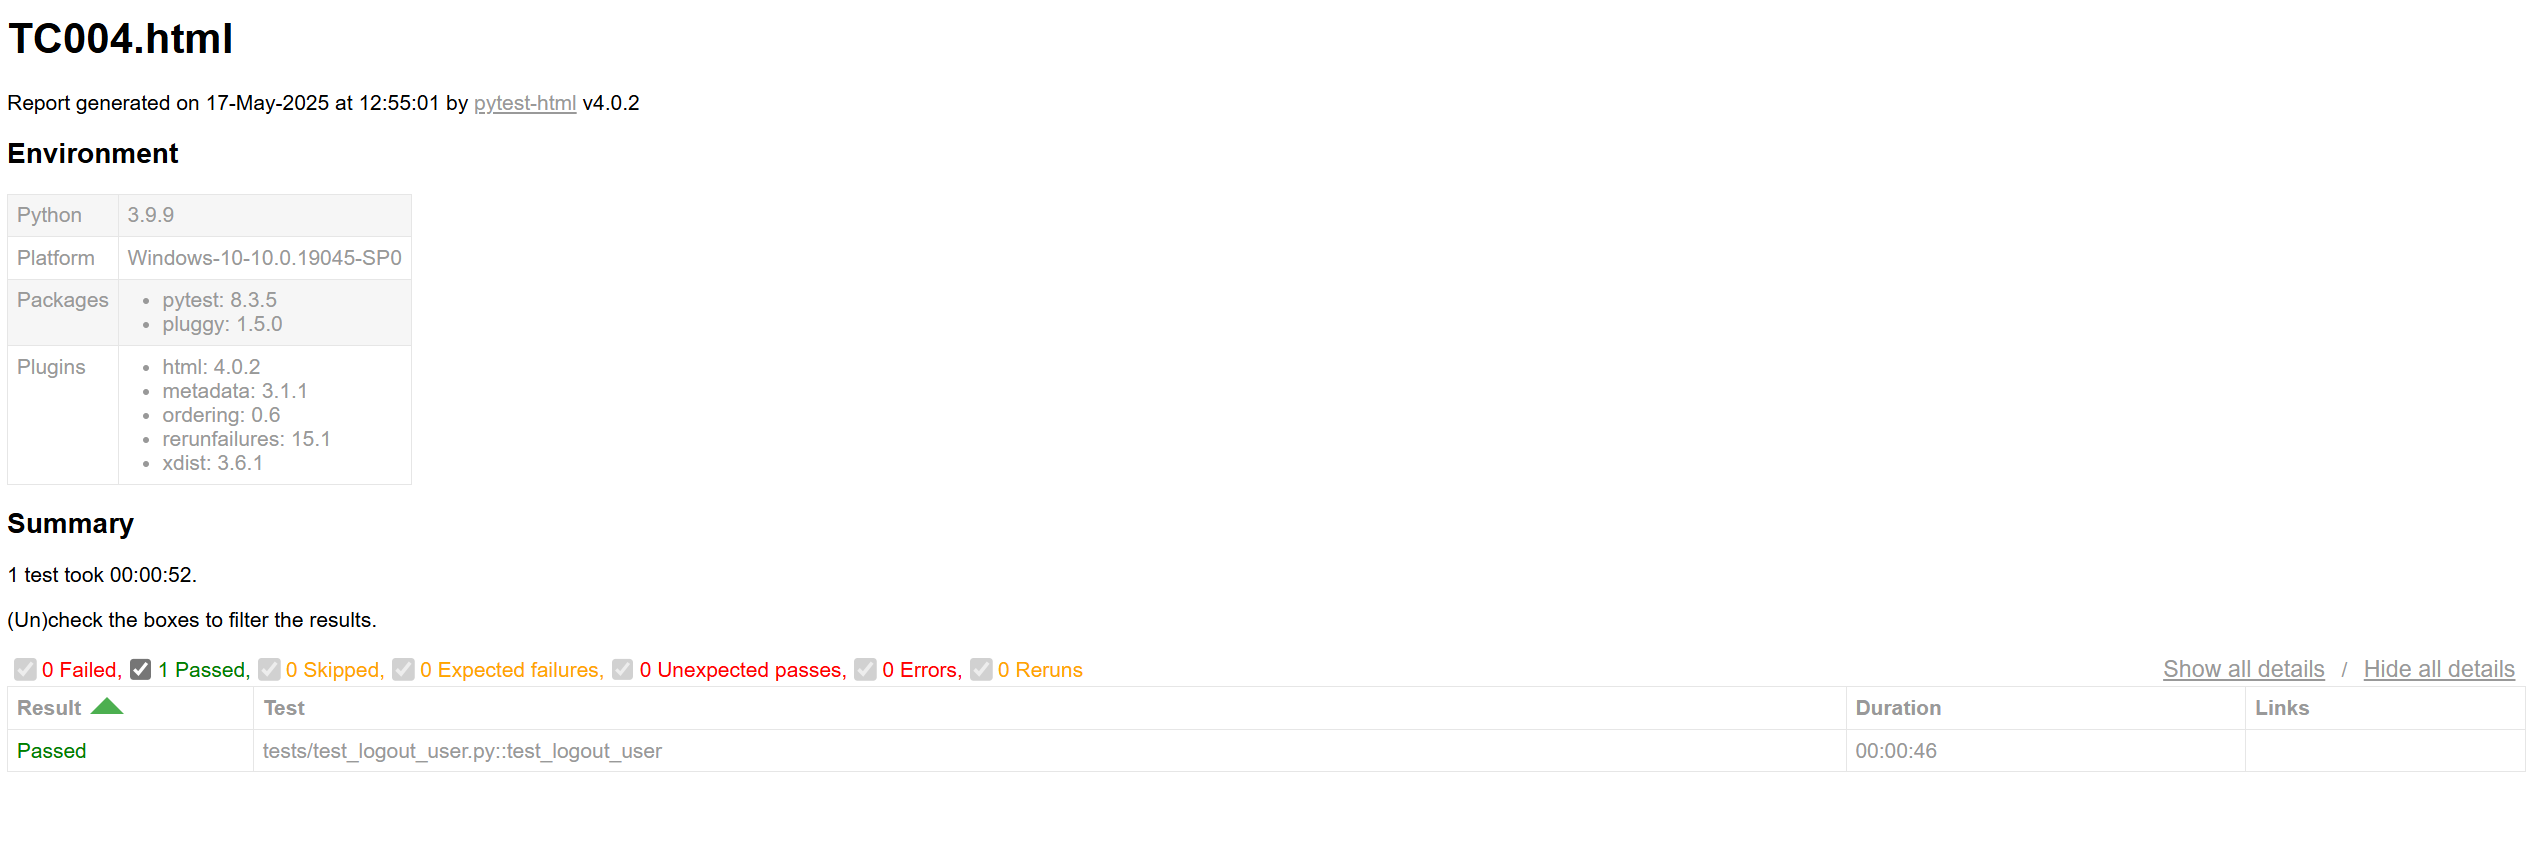 TC004.html
Report generated on 17-May-2025 at 12:55:01 by pytest-html v4.0.2
Environment
Python 3.9.9
Platform Windows-10-10.0.19045-SP0
Packages
• pytest: 8.3.5
• pluggy: 1.5.0
Plugins
• html: 4.0.2
• metadata: 3.1.1
• ordering: 0.6
• rerunfailures: 15.1
• xdist: 3.6.1
Summary
1 test took 00:00:52.
(Un)check the boxes to filter the results.
0 Failed, 1 Passed, 0 Skipped, 0 Expected failures, 0 Unexpected passes, 0 Errors, 0 Reruns Show all details / Hide all details
Result Test Duration Links
Passed tests/test_logout_user.py::test_logout_user 00:00:46